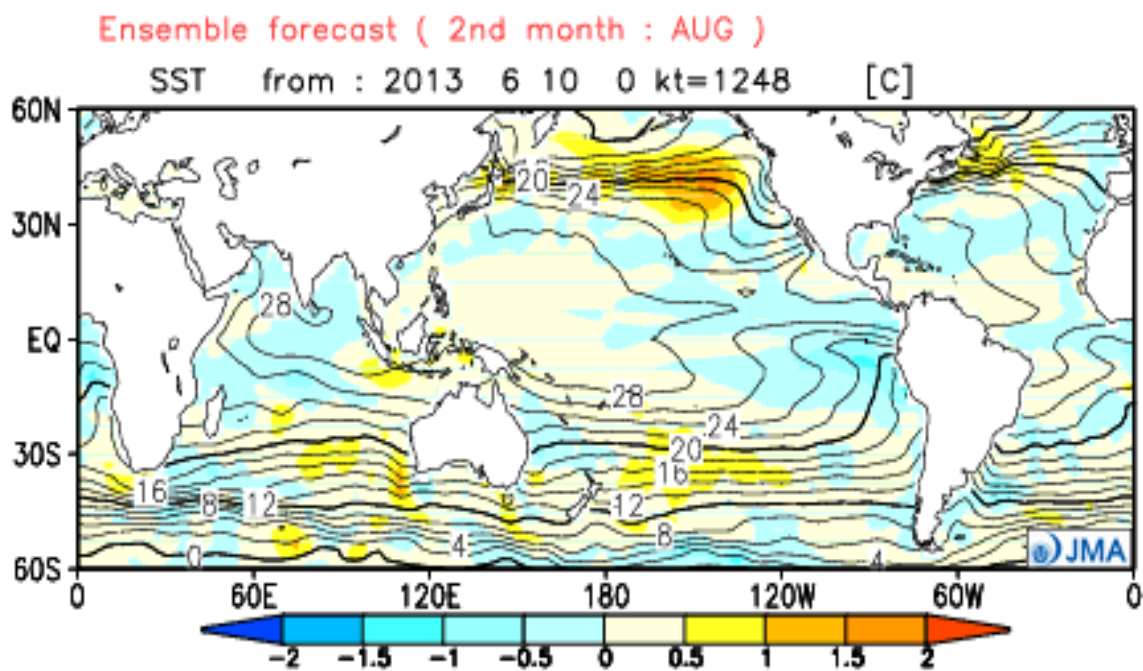 Ensemble forecast ( 2nd month : AUG )
SST from : 2013 6 10 0 kt=1248 [C]
60N
20
24
30N
28
EQ
28
24
20
30S
16
16
8
12
12
8
4
0
4
60S
JMA
0 60E 120E 180 120W 60W 0
-2 -1.5 -1 -0.5 0 0.5 1 1.5 2